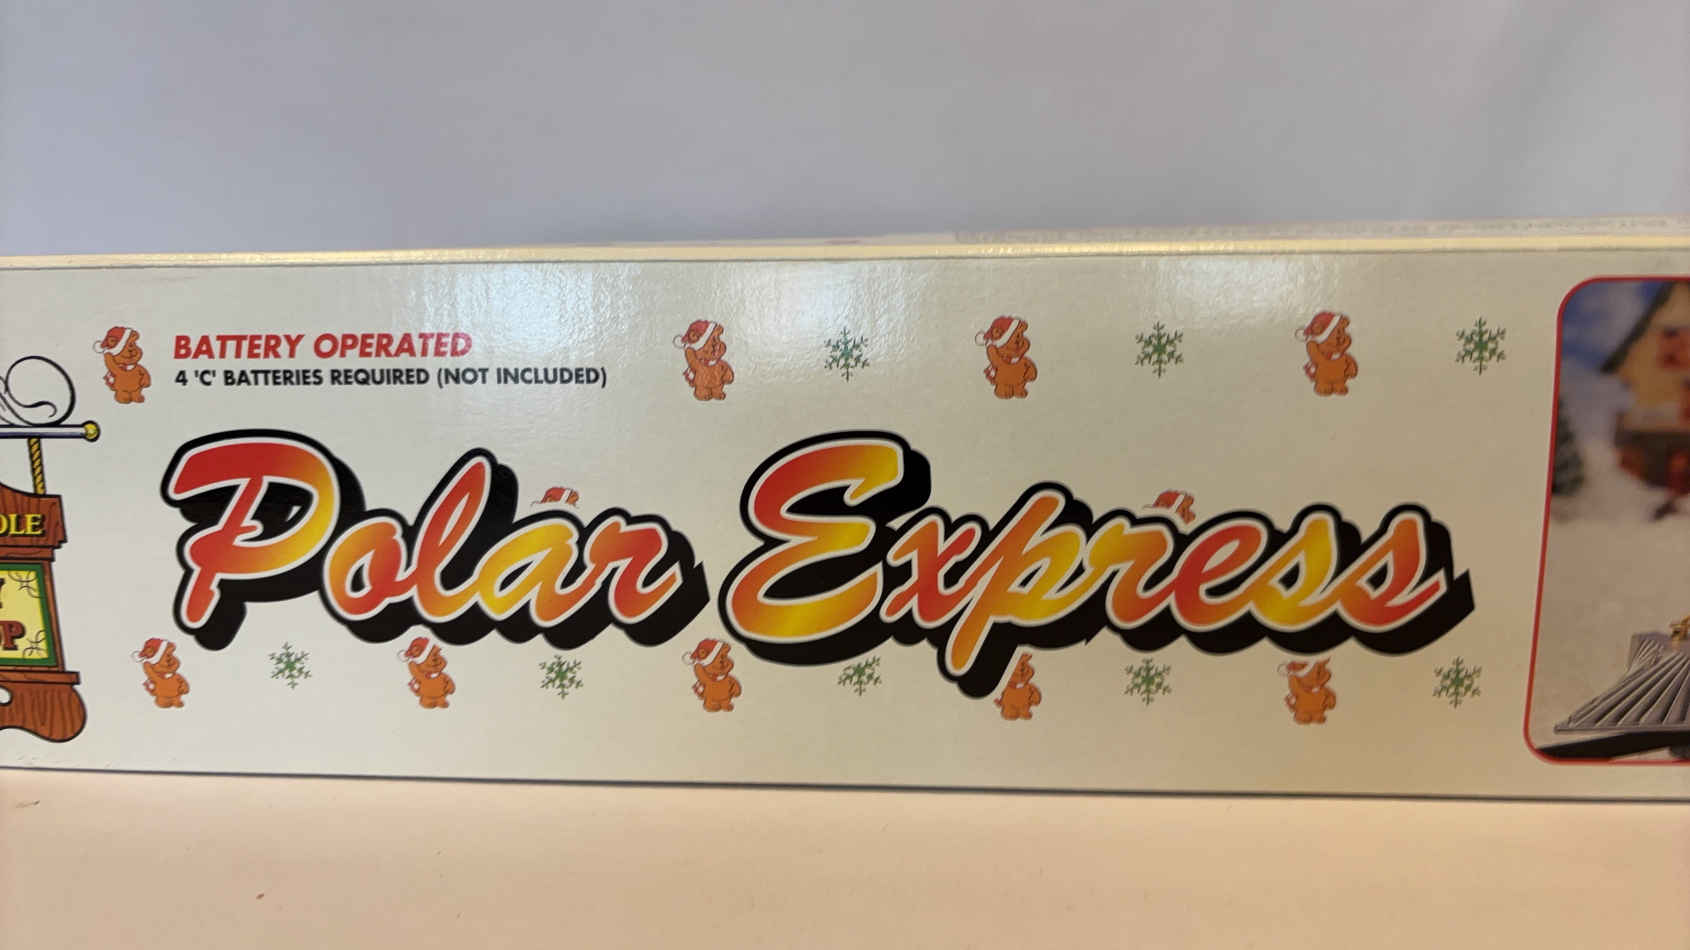 BATTERY OPERATED
4 'C' BATTERIES REQUIRED (NOT INCLUDED)
Polar Express